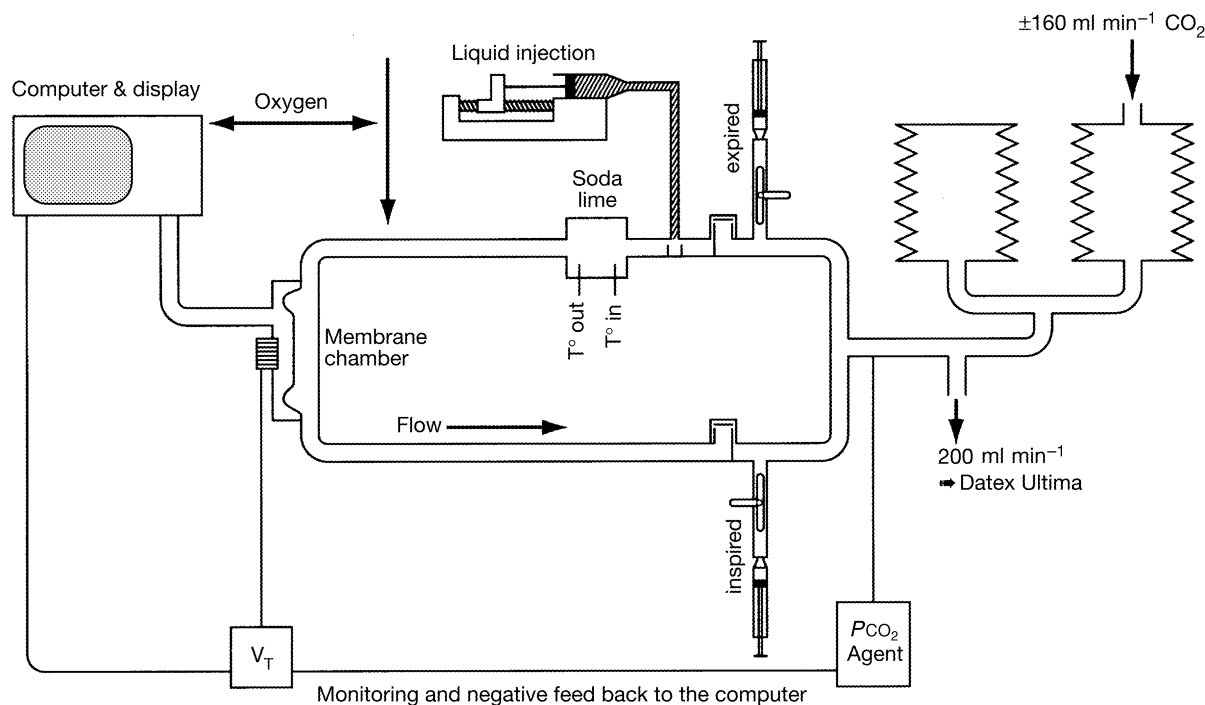 ±160 ml min⁻¹ CO₂
Liquid injection
Computer & display
Oxygen
expired
Soda
lime
T° out
T° in
Membrane
chamber
Flow
200 ml min⁻¹
➠ Datex Ultima
inspired
PCO₂
Agent
V_T
Monitoring and negative feed back to the computer